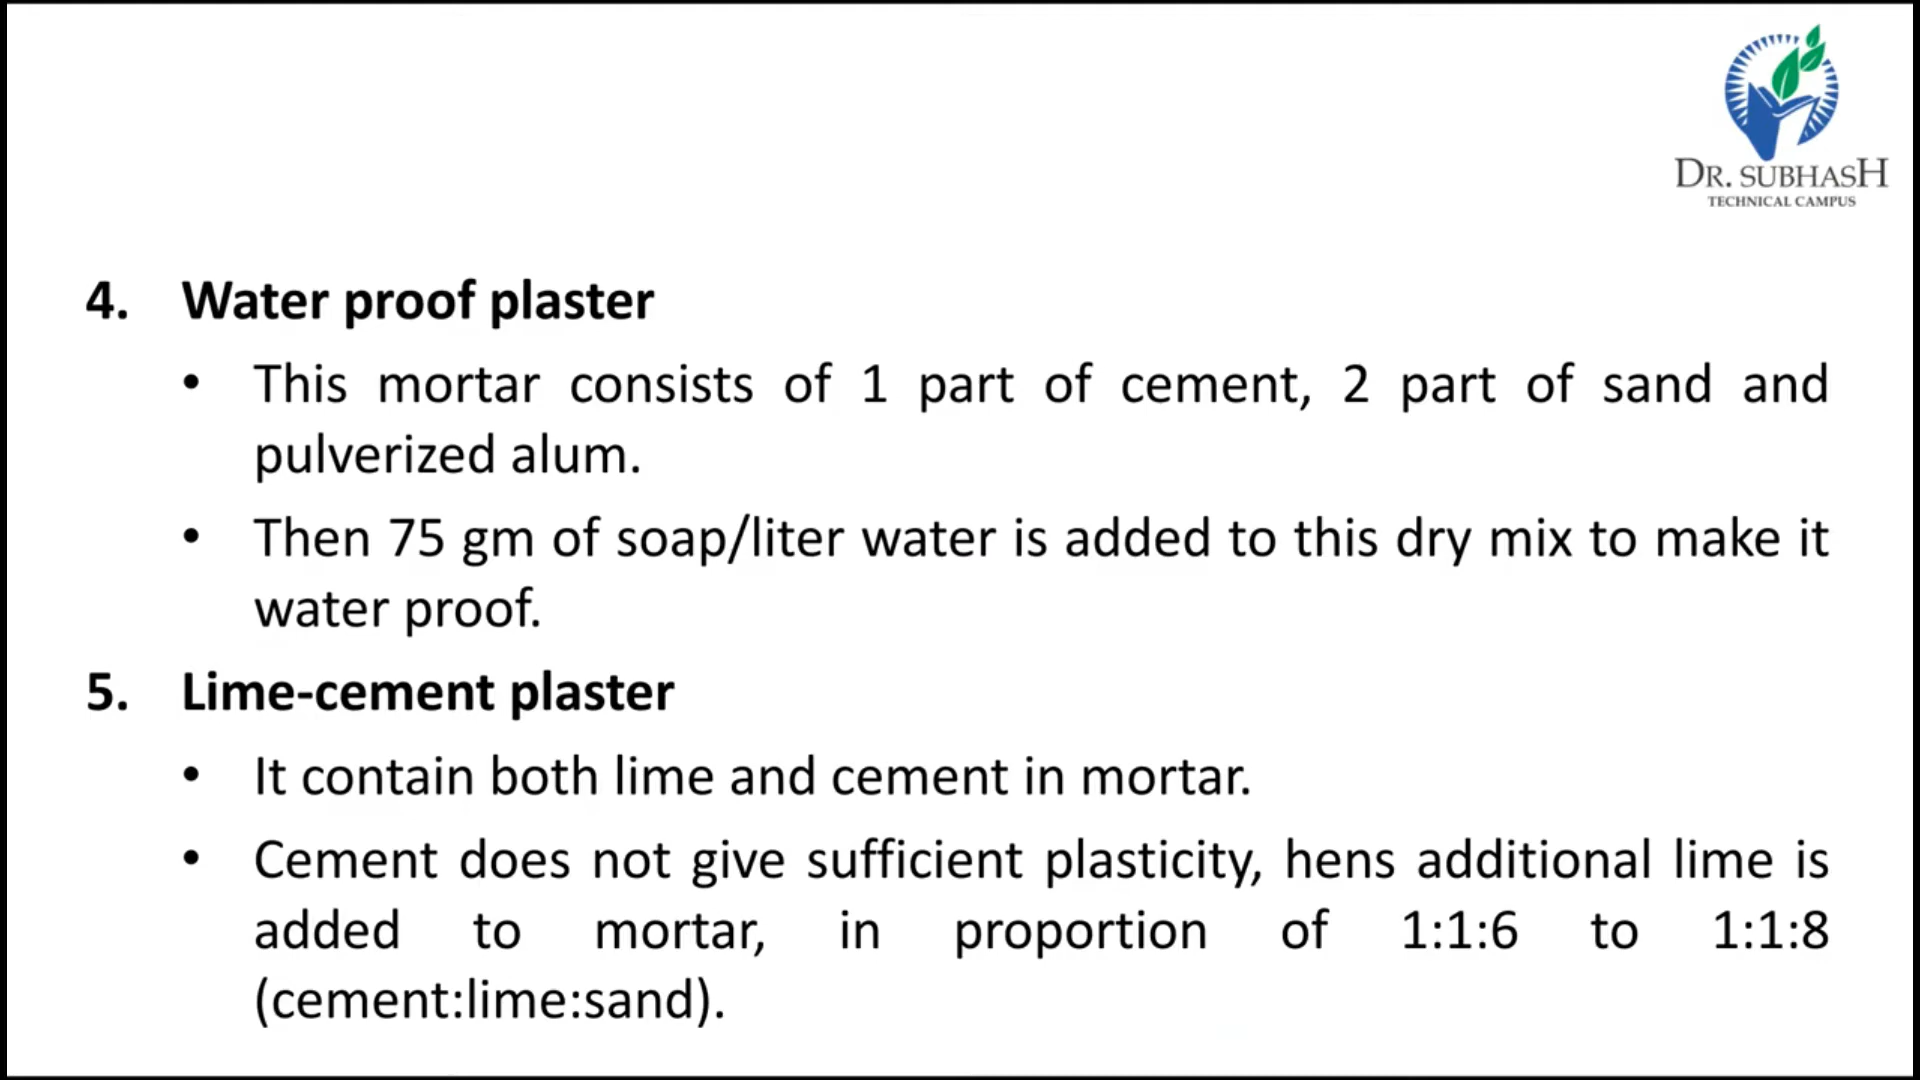 DR. SUBHASH
TECHNICAL CAMPUS
4. Water proof plaster
• This mortar consists of 1 part of cement, 2 part of sand and
pulverized alum.
• Then 75 gm of soap/liter water is added to this dry mix to make it
water proof.
5. Lime-cement plaster
• It contain both lime and cement in mortar.
• Cement does not give sufficient plasticity, hens additional lime is
added to mortar, in proportion of 1:1:6 to 1:1:8
(cement:lime:sand).